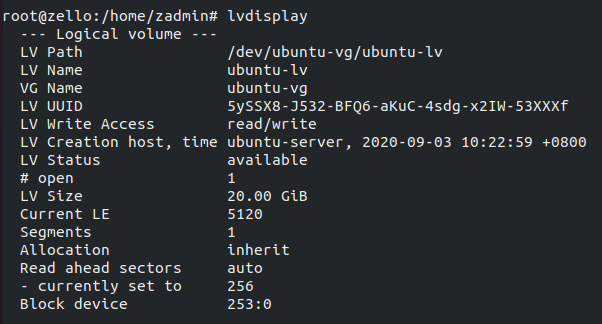 root@zello:/home/zadmin# lvdisplay
--- Logical volume ---
LV Path /dev/ubuntu-vg/ubuntu-lv
LV Name ubuntu-lv
VG Name ubuntu-vg
LV UUID 5ySSX8-J532-BFQ6-aKuC-4sdg-x2IW-53XXXf
LV Write Access read/write
LV Creation host, time ubuntu-server, 2020-09-03 10:22:59 +0800
LV Status available
# open 1
LV Size 20.00 GiB
Current LE 5120
Segments 1
Allocation inherit
Read ahead sectors auto
- currently set to 256
Block device 253:0